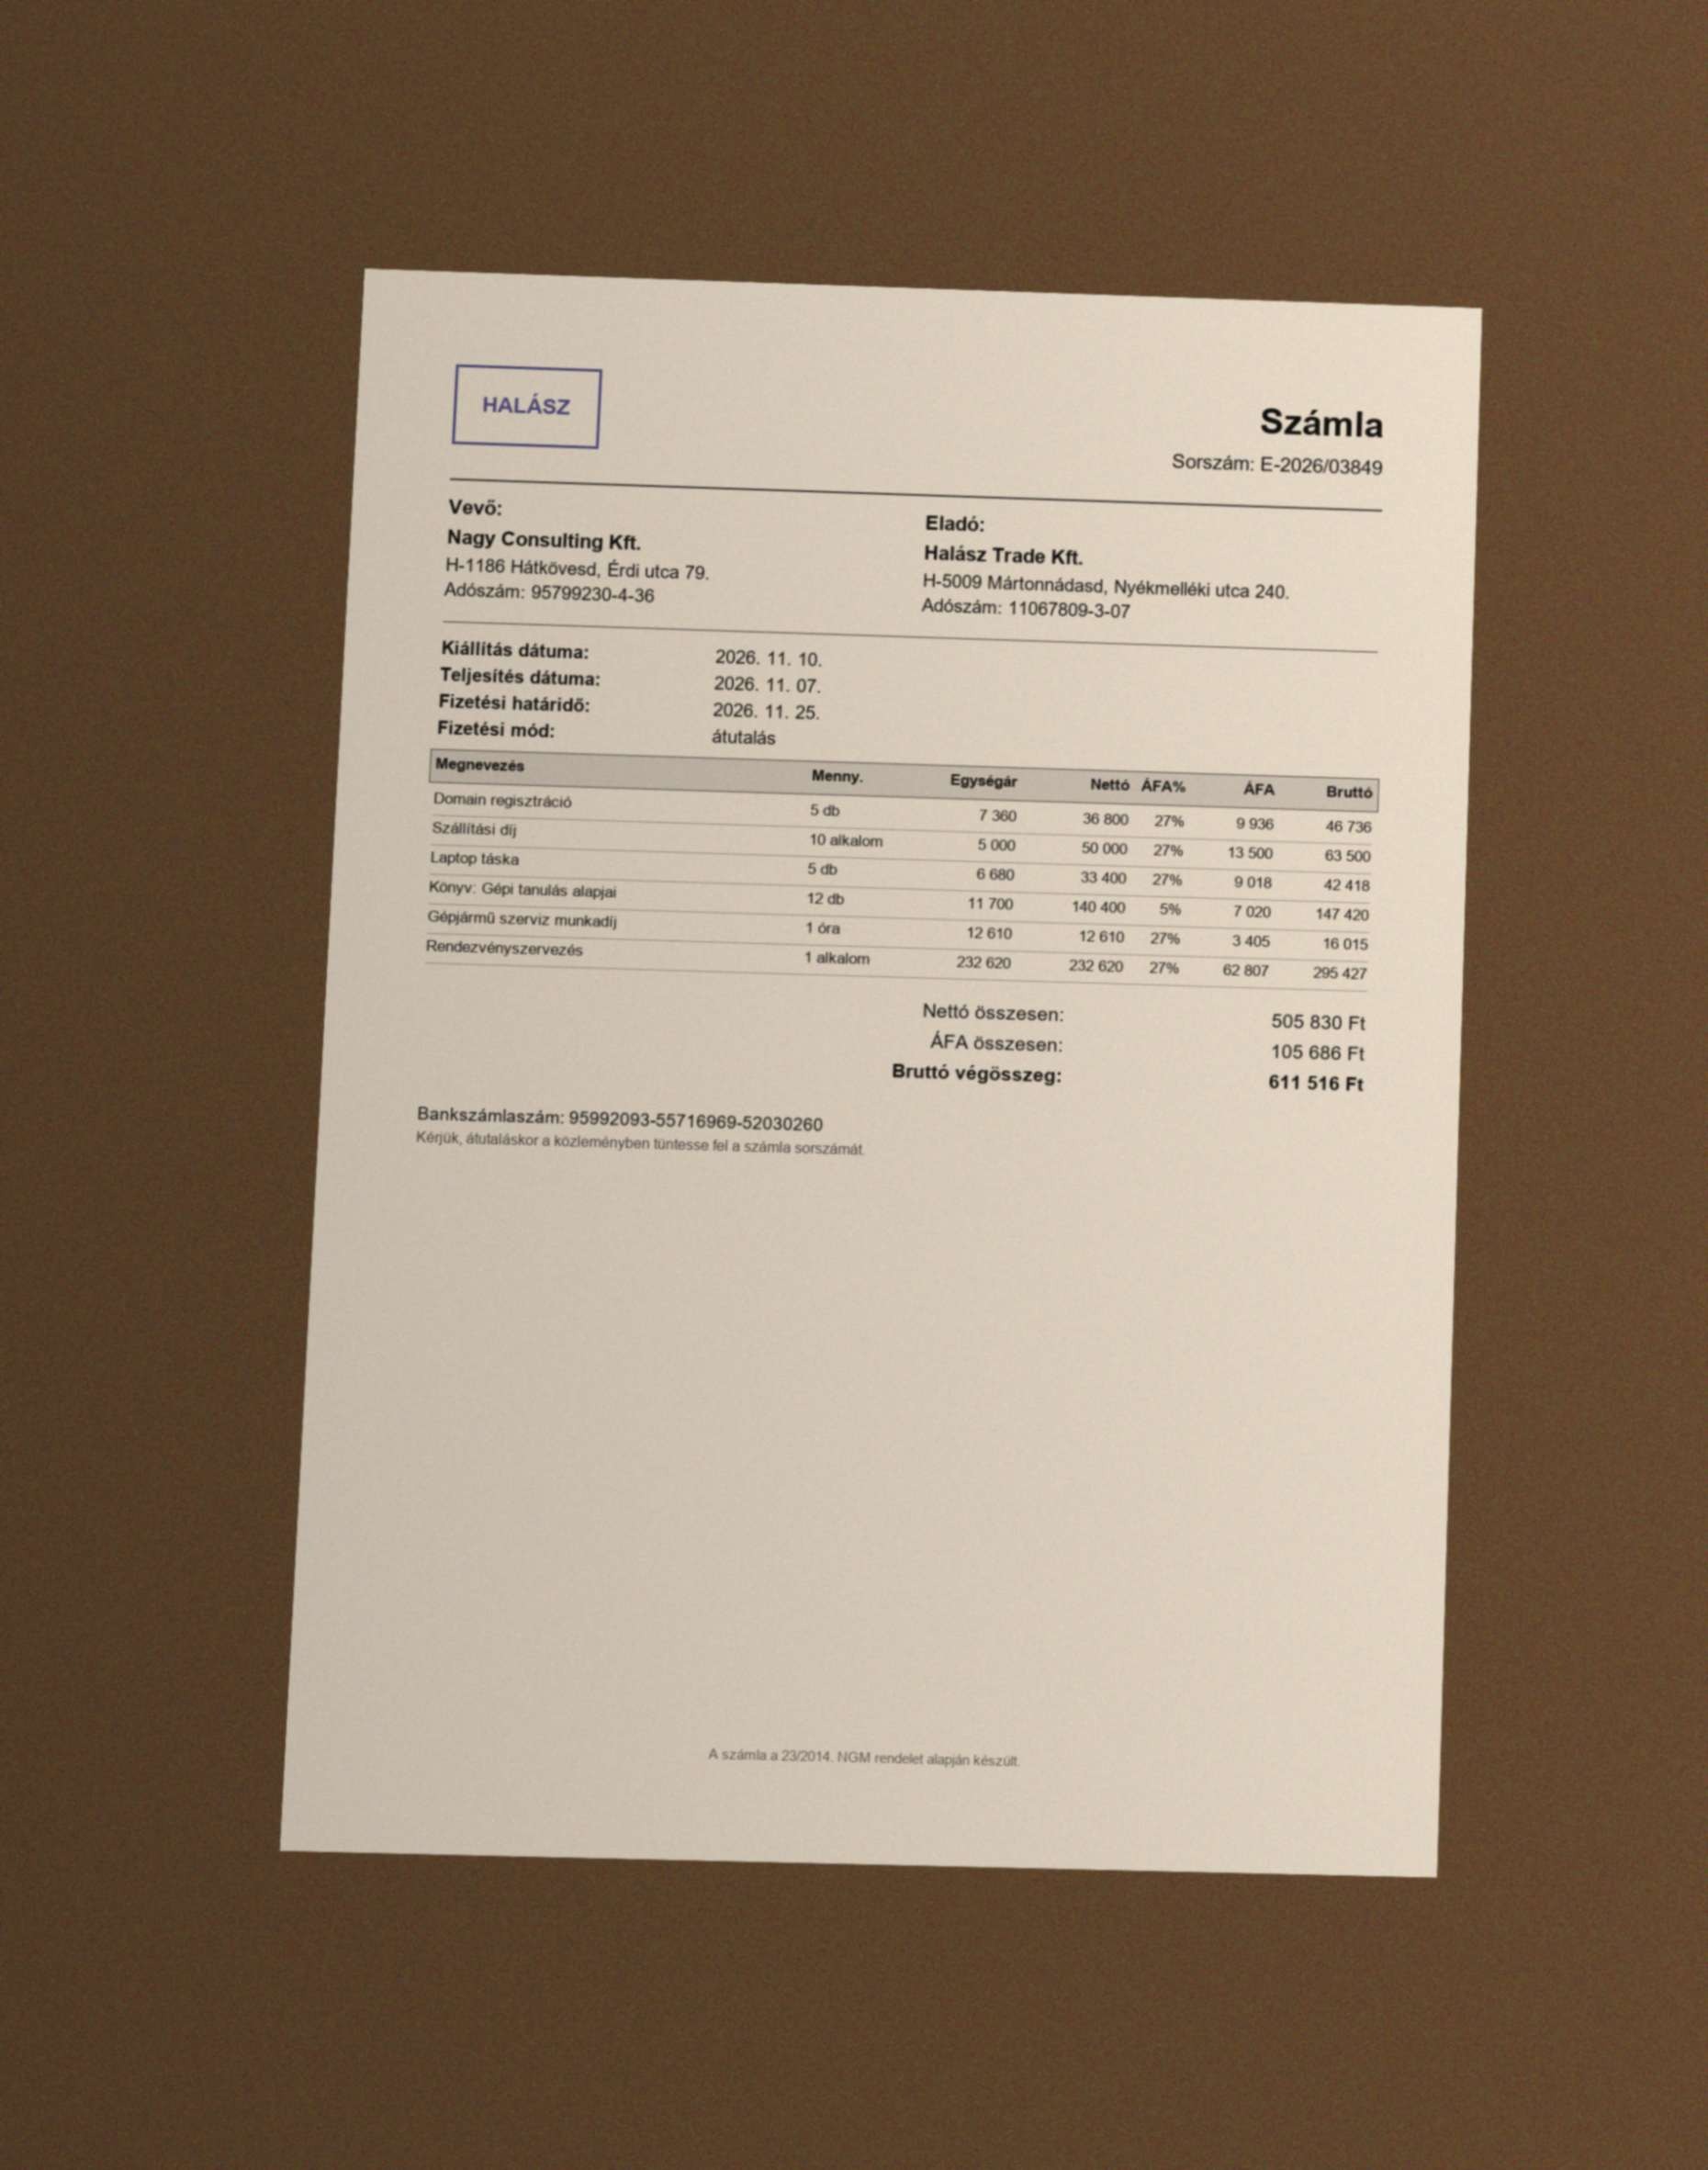 HALÁSZ
Számla
Sorszám: E-2026/03849
Vevő:
Nagy Consulting Kft.
H-1186 Hátkövesd, Érdi utca 79.
Adószám: 95799230-4-36
Eladó:
Halász Trade Kft.
H-5009 Mártonnádasd, Nyékmelléki utca 240.
Adószám: 11067809-3-07
Kiállítás dátuma: 2026. 11. 10.
Teljesítés dátuma: 2026. 11. 07.
Fizetési határidő: 2026. 11. 25.
Fizetési mód: átutalás
Megnevezés Menny. Egységár Nettó ÁFA% ÁFA Bruttó
Domain regisztráció 5 db 7 360 36 800 27% 9 936 46 736
Szállítási díj 10 alkalom 5 000 50 000 27% 13 500 63 500
Laptop táska 5 db 6 680 33 400 27% 9 018 42 418
Könyv: Gépi tanulás alapjai 12 db 11 700 140 400 5% 7 020 147 420
Gépjármű szerviz munkadíj 1 óra 12 610 12 610 27% 3 405 16 015
Rendezvényszervezés 1 alkalom 232 620 232 620 27% 62 807 295 427
Nettó összesen: 505 830 Ft
ÁFA összesen: 105 686 Ft
Bruttó végösszeg: 611 516 Ft
Bankszámlaszám: 95992093-55716969-52030260
Kérjük, átutaláskor a közleményben tüntesse fel a számla sorszámát.
A számla a 23/2014. NGM rendelet alapján készült.